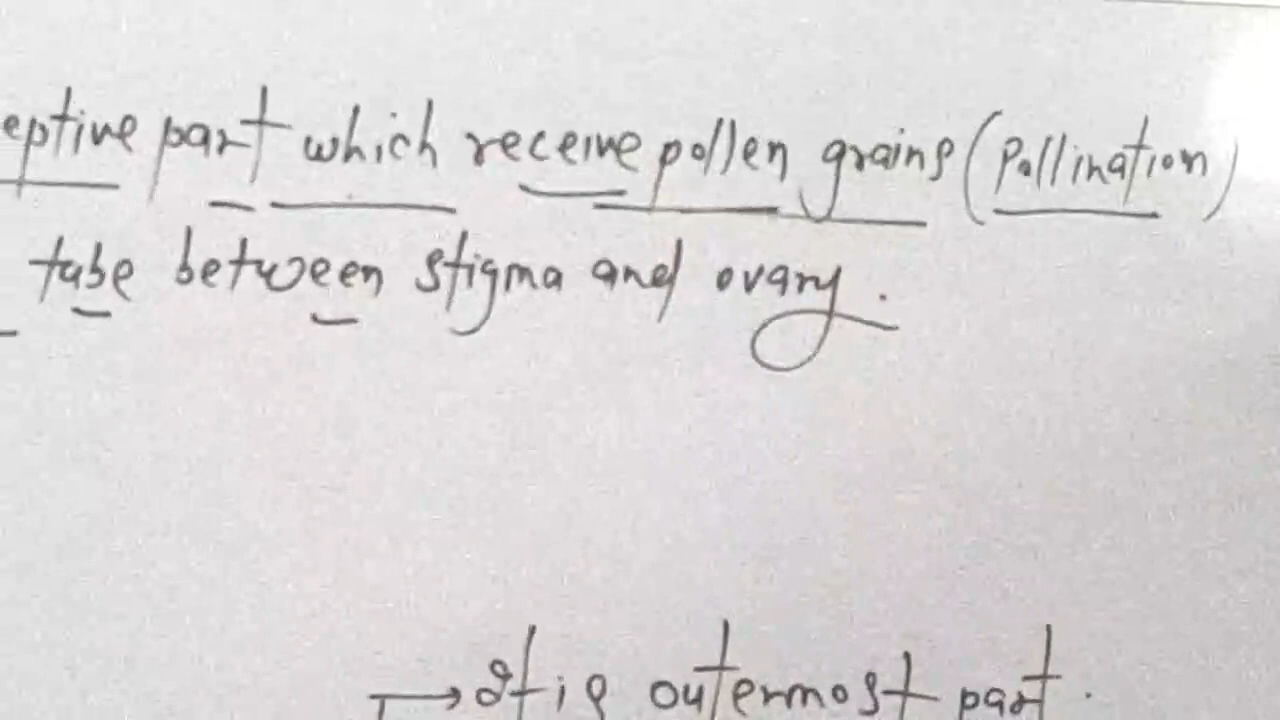 eptive part which receive pollen grains (Pollination)
tube between stigma and ovary.
→ It is outermost part.